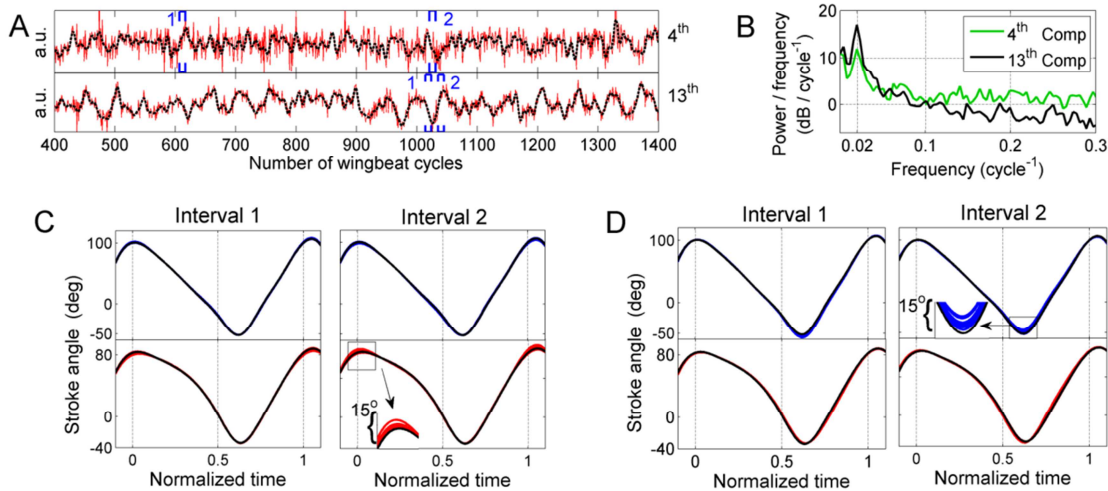 A
a.u.
1
2
4th
a.u.
1
2
13th
400 500 600 700 800 900 1000 1100 1200 1300 1400
Number of wingbeat cycles
B
Power / frequency
(dB / cycle-1)
20
10
0
4th Comp
13th Comp
0.02 0.1 0.2 0.3
Frequency (cycle-1)
C
Interval 1 Interval 2
Stroke angle (deg)
100
0
-50
80
0
-40
15o
{
0 0.5 1 0 0.5 1
Normalized time Normalized time
D
Interval 1 Interval 2
Stroke angle (deg)
100
0
-50
15o
{
80
0
-40
0 0.5 1 0 0.5 1
Normalized time Normalized time